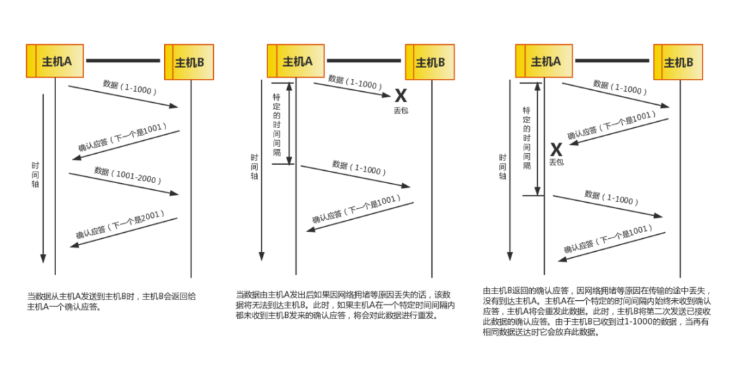 主机A
主机B
数据（1-1000）
确认应答（下一个是1001）
数据（1001-2000）
确认应答（下一个是2001）
时间轴
当数据从主机A发送到主机B时，主机B会返回给
主机A一个确认应答。
主机A
主机B
数据（1-1000）
X
丢包
特定的时间间隔
数据（1-1000）
确认应答（下一个是1001）
时间轴
当数据由主机A发出后如果因网络拥堵等原因丢失的话，该数
据将无法到达主机B。此时，如果主机A在一个特定时间间隔内
都未收到主机B发来的确认应答，将会对此数据进行重发。
主机A
主机B
数据（1-1000）
确认应答（下一个是1001）
X
丢包
特定的时间间隔
数据（1-1000）
确认应答（下一个是1001）
时间轴
由主机B返回的确认应答，因网络拥堵等原因在传输的途中丢失，
没有到达主机A。主机A在一个特定的时间间隔内始终未收到确认
应答，主机A将会重发此数据。此时，主机B将第二次发送已接收
此数据的确认应答。由于主机B已收到过1-1000的数据，当再有
相同数据送达时它会放弃此数据。